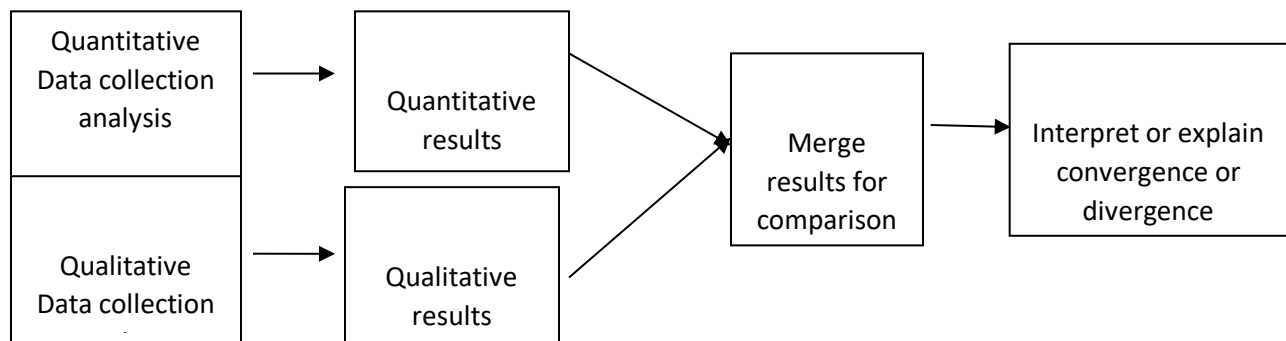 Quantitative
Data collection
analysis
Quantitative
results
Merge
results for
comparison
Interpret or explain
convergence or
divergence
Qualitative
Data collection
Qualitative
results